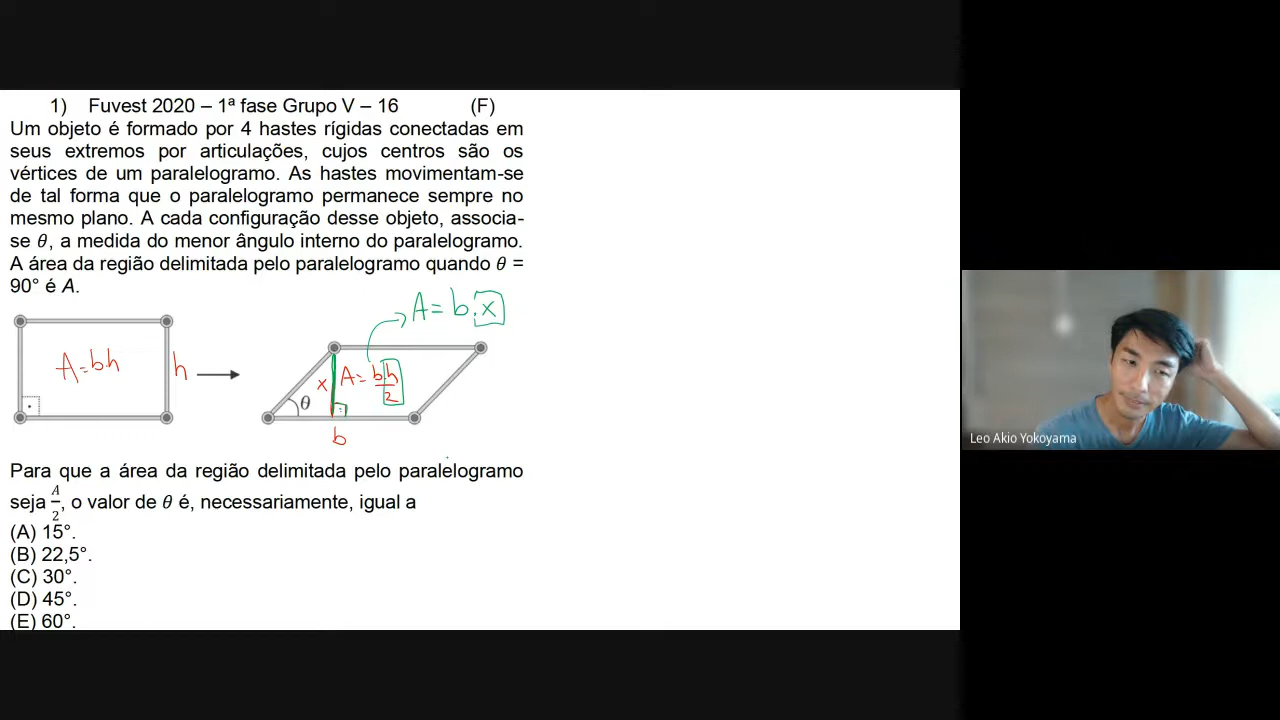 1) Fuvest 2020 – 1ª fase Grupo V – 16 (F)
Um objeto é formado por 4 hastes rígidas conectadas em
seus extremos por articulações, cujos centros são os
vértices de um paralelogramo. As hastes movimentam-se
de tal forma que o paralelogramo permanece sempre no
mesmo plano. A cada configuração desse objeto, associa-
se θ, a medida do menor ângulo interno do paralelogramo.
A área da região delimitada pelo paralelogramo quando θ =
90° é A.
A = b.x
A = b.h
h
x
A = b.h/2
θ
b
Para que a área da região delimitada pelo paralelogramo
seja A/2, o valor de θ é, necessariamente, igual a
(A) 15°.
(B) 22,5°.
(C) 30°.
(D) 45°.
(E) 60°.
Leo Akio Yokoyama